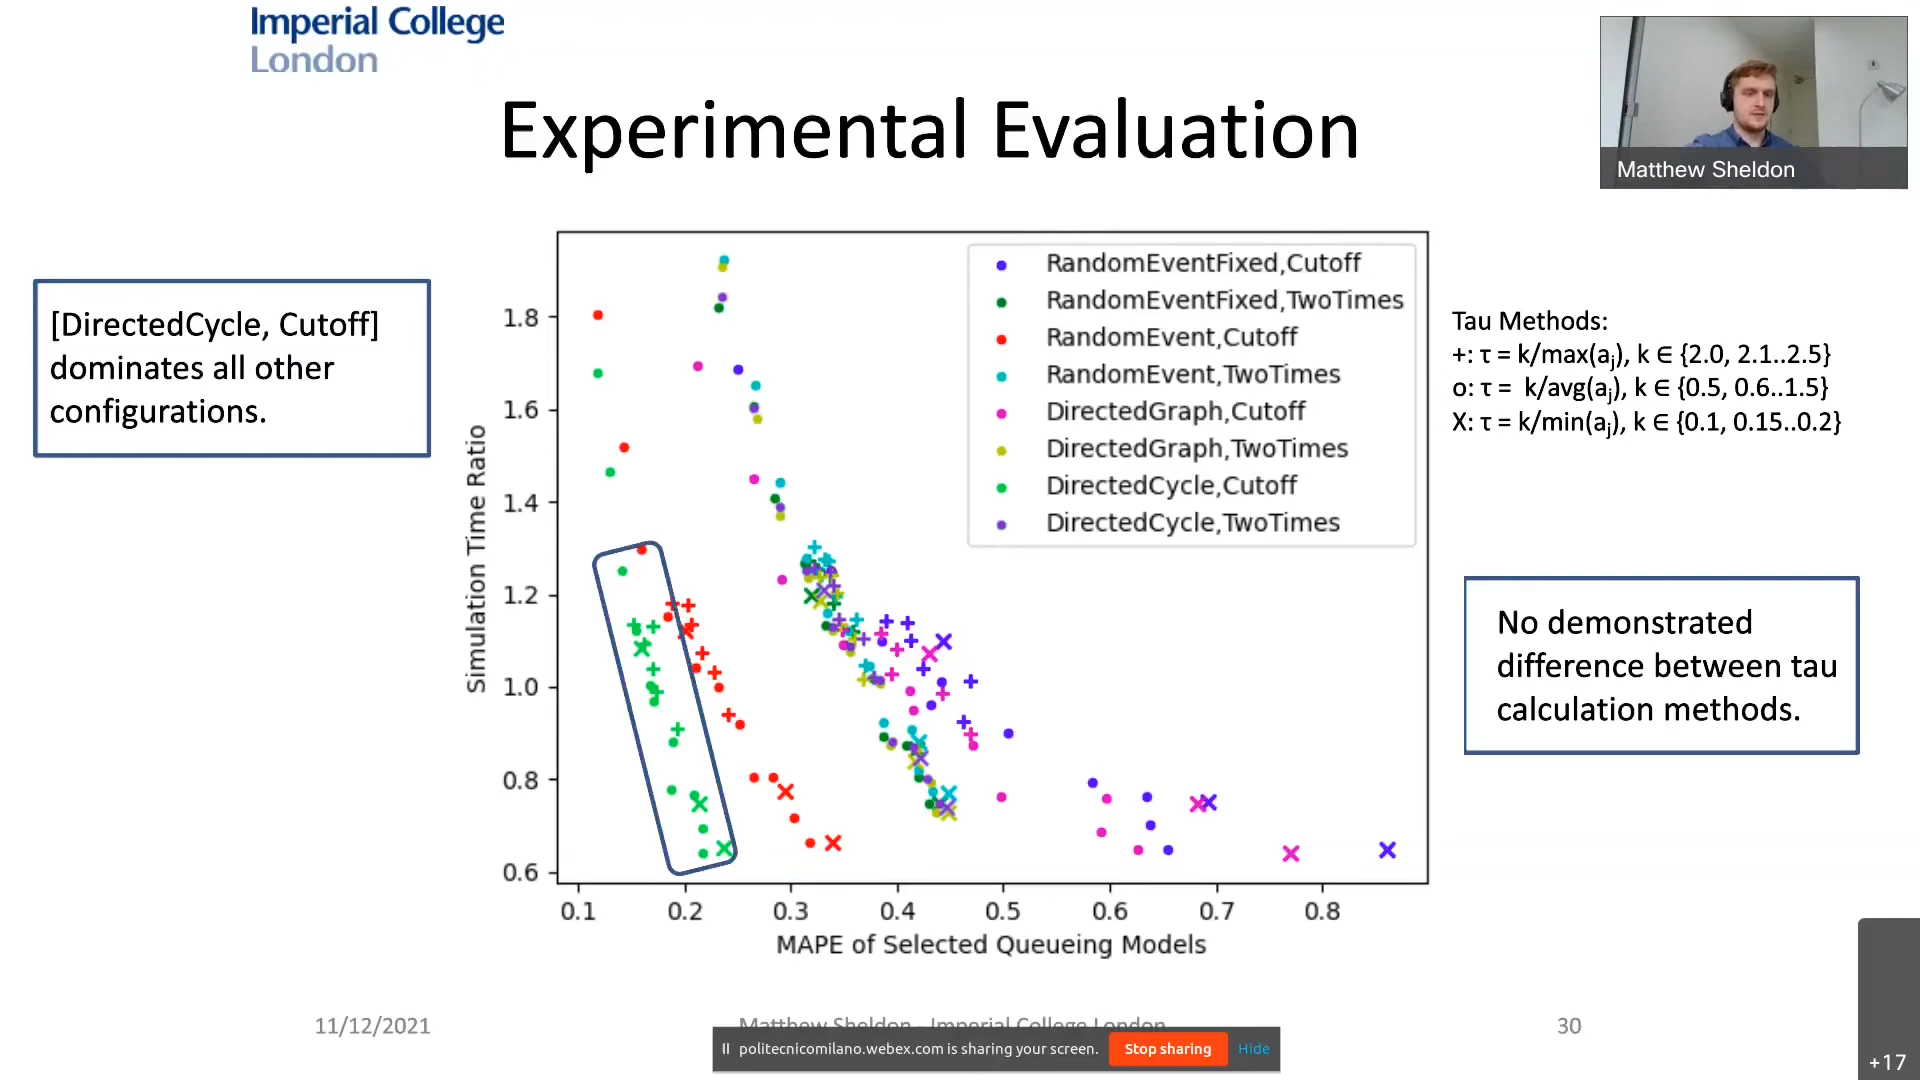 Imperial College
London
Experimental Evaluation
Matthew Sheldon
[DirectedCycle, Cutoff]
dominates all other
configurations.
Simulation Time Ratio
1.8
1.6
1.4
1.2
1.0
0.8
0.6
RandomEventFixed,Cutoff
RandomEventFixed,TwoTimes
RandomEvent,Cutoff
RandomEvent,TwoTimes
DirectedGraph,Cutoff
DirectedGraph,TwoTimes
DirectedCycle,Cutoff
DirectedCycle,TwoTimes
0.1 0.2 0.3 0.4 0.5 0.6 0.7 0.8
MAPE of Selected Queueing Models
Tau Methods:
+: τ = k/max(aj), k ∈ {2.0, 2.1..2.5}
o: τ = k/avg(aj), k ∈ {0.5, 0.6..1.5}
X: τ = k/min(aj), k ∈ {0.1, 0.15..0.2}
No demonstrated
difference between tau
calculation methods.
11/12/2021
Matthew Sheldon - Imperial College London
30
politecnicomilano.webex.com is sharing your screen. Stop sharing Hide
+17